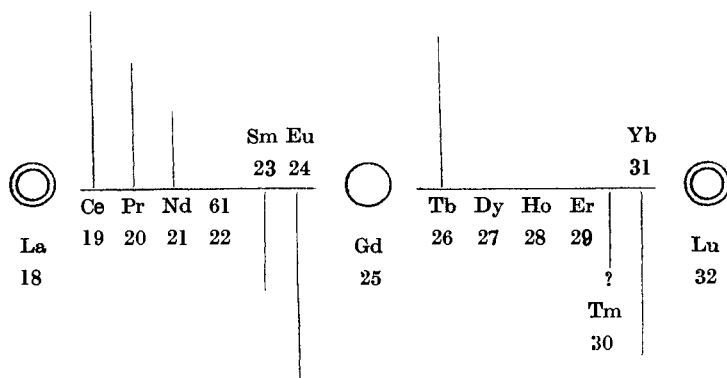 Sm Eu Yb
23 24 31
Ce Pr Nd 61 Tb Dy Ho Er
19 20 21 22 26 27 28 29
La Gd Lu
18 25 ? 32
Tm
30